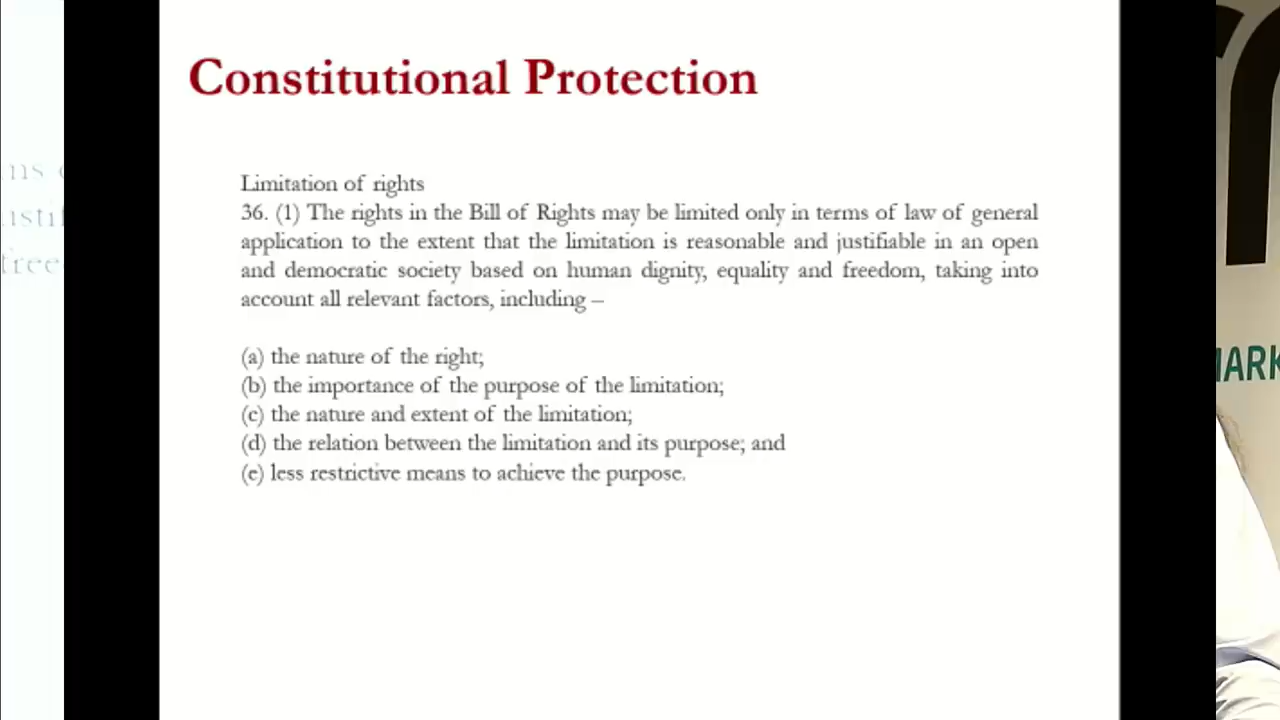 Constitutional Protection
Limitation of rights
36. (1) The rights in the Bill of Rights may be limited only in terms of law of general
application to the extent that the limitation is reasonable and justifiable in an open
and democratic society based on human dignity, equality and freedom, taking into
account all relevant factors, including –
(a) the nature of the right;
(b) the importance of the purpose of the limitation;
(c) the nature and extent of the limitation;
(d) the relation between the limitation and its purpose; and
(e) less restrictive means to achieve the purpose.